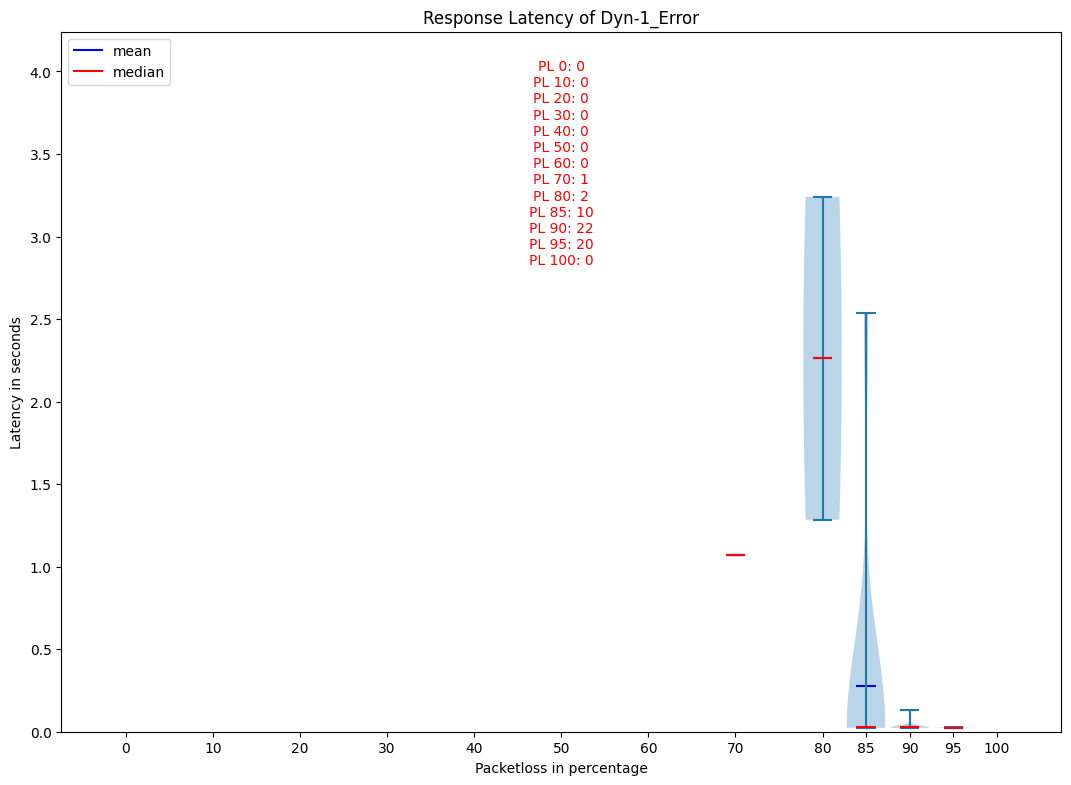 Response Latency of Dyn-1_Error
mean
median
PL 0: 0
PL 10: 0
PL 20: 0
PL 30: 0
PL 40: 0
PL 50: 0
PL 60: 0
PL 70: 1
PL 80: 2
PL 85: 10
PL 90: 22
PL 95: 20
PL 100: 0
Latency in seconds
4.0
3.5
3.0
2.5
2.0
1.5
1.0
0.5
0.0
0 10 20 30 40 50 60 70 80 85 90 95 100
Packetloss in percentage